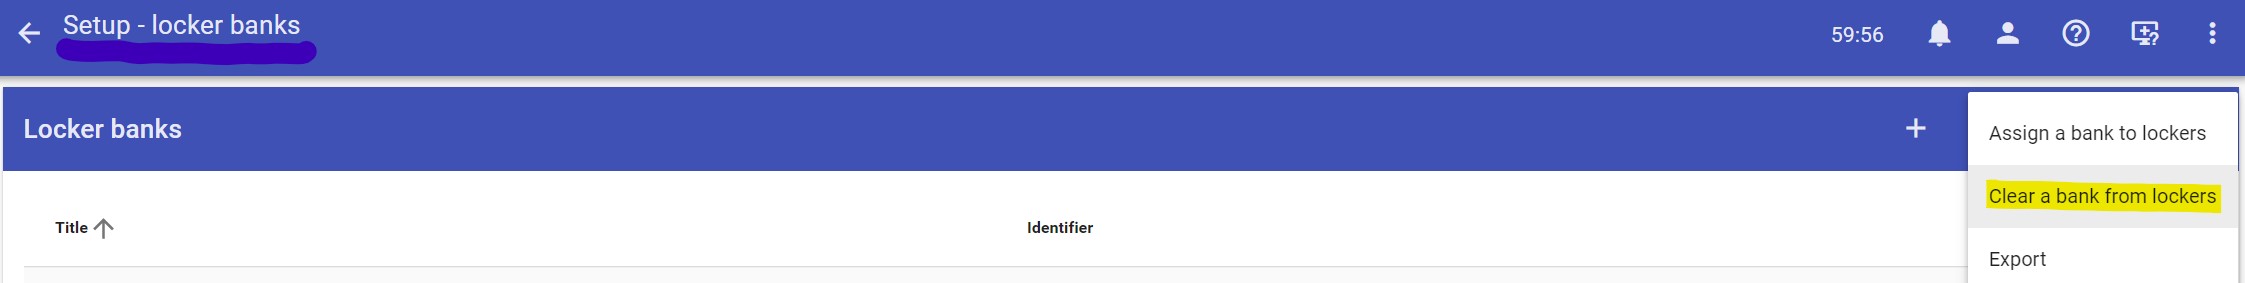 Setup - locker banks
59:56
Locker banks
Assign a bank to lockers
Clear a bank from lockers
Export
Title
Identifier